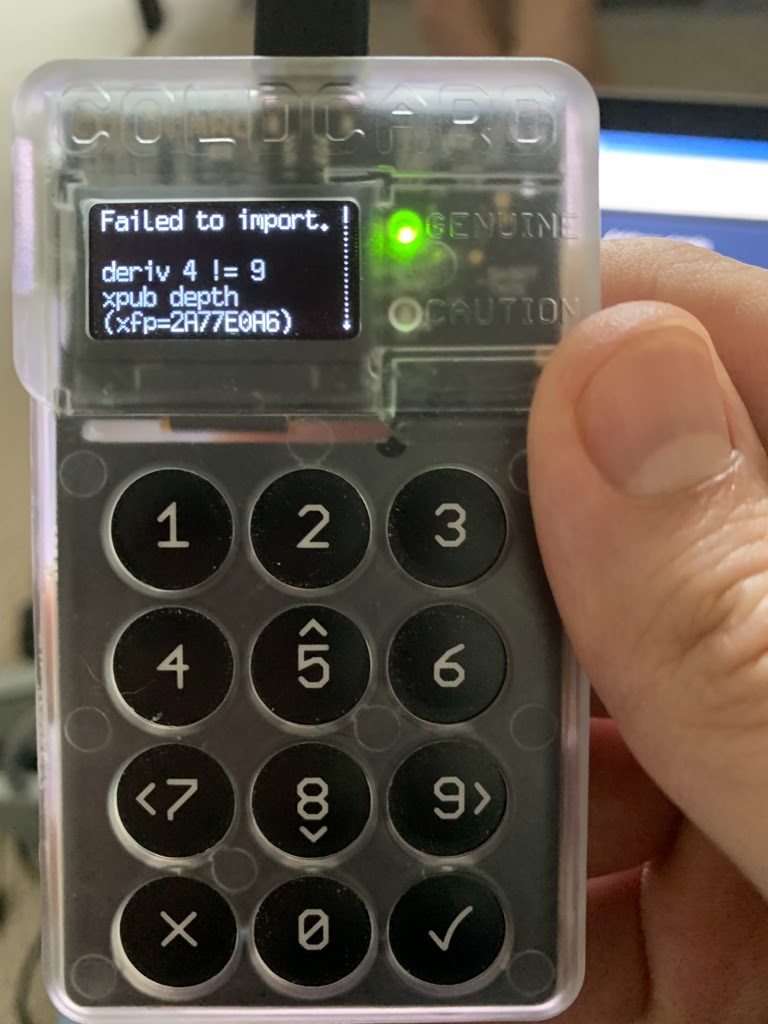 COLDCARD
Failed to import.
deriv 4 != 9
xpub depth
(xfp=2A77E0A6)
GENUINE
CAUTION
1 2 3
4 5 6
<7 8 9>
× 0 ✓